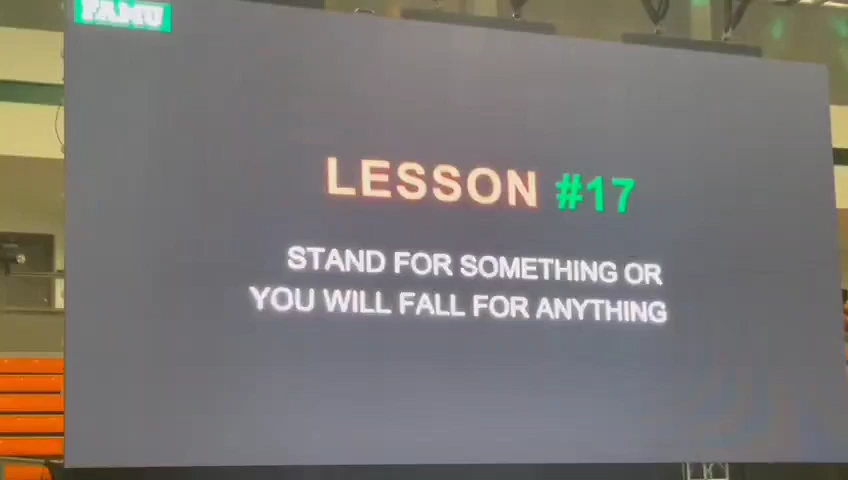 FAMU
LESSON #17
STAND FOR SOMETHING OR
YOU WILL FALL FOR ANYTHING